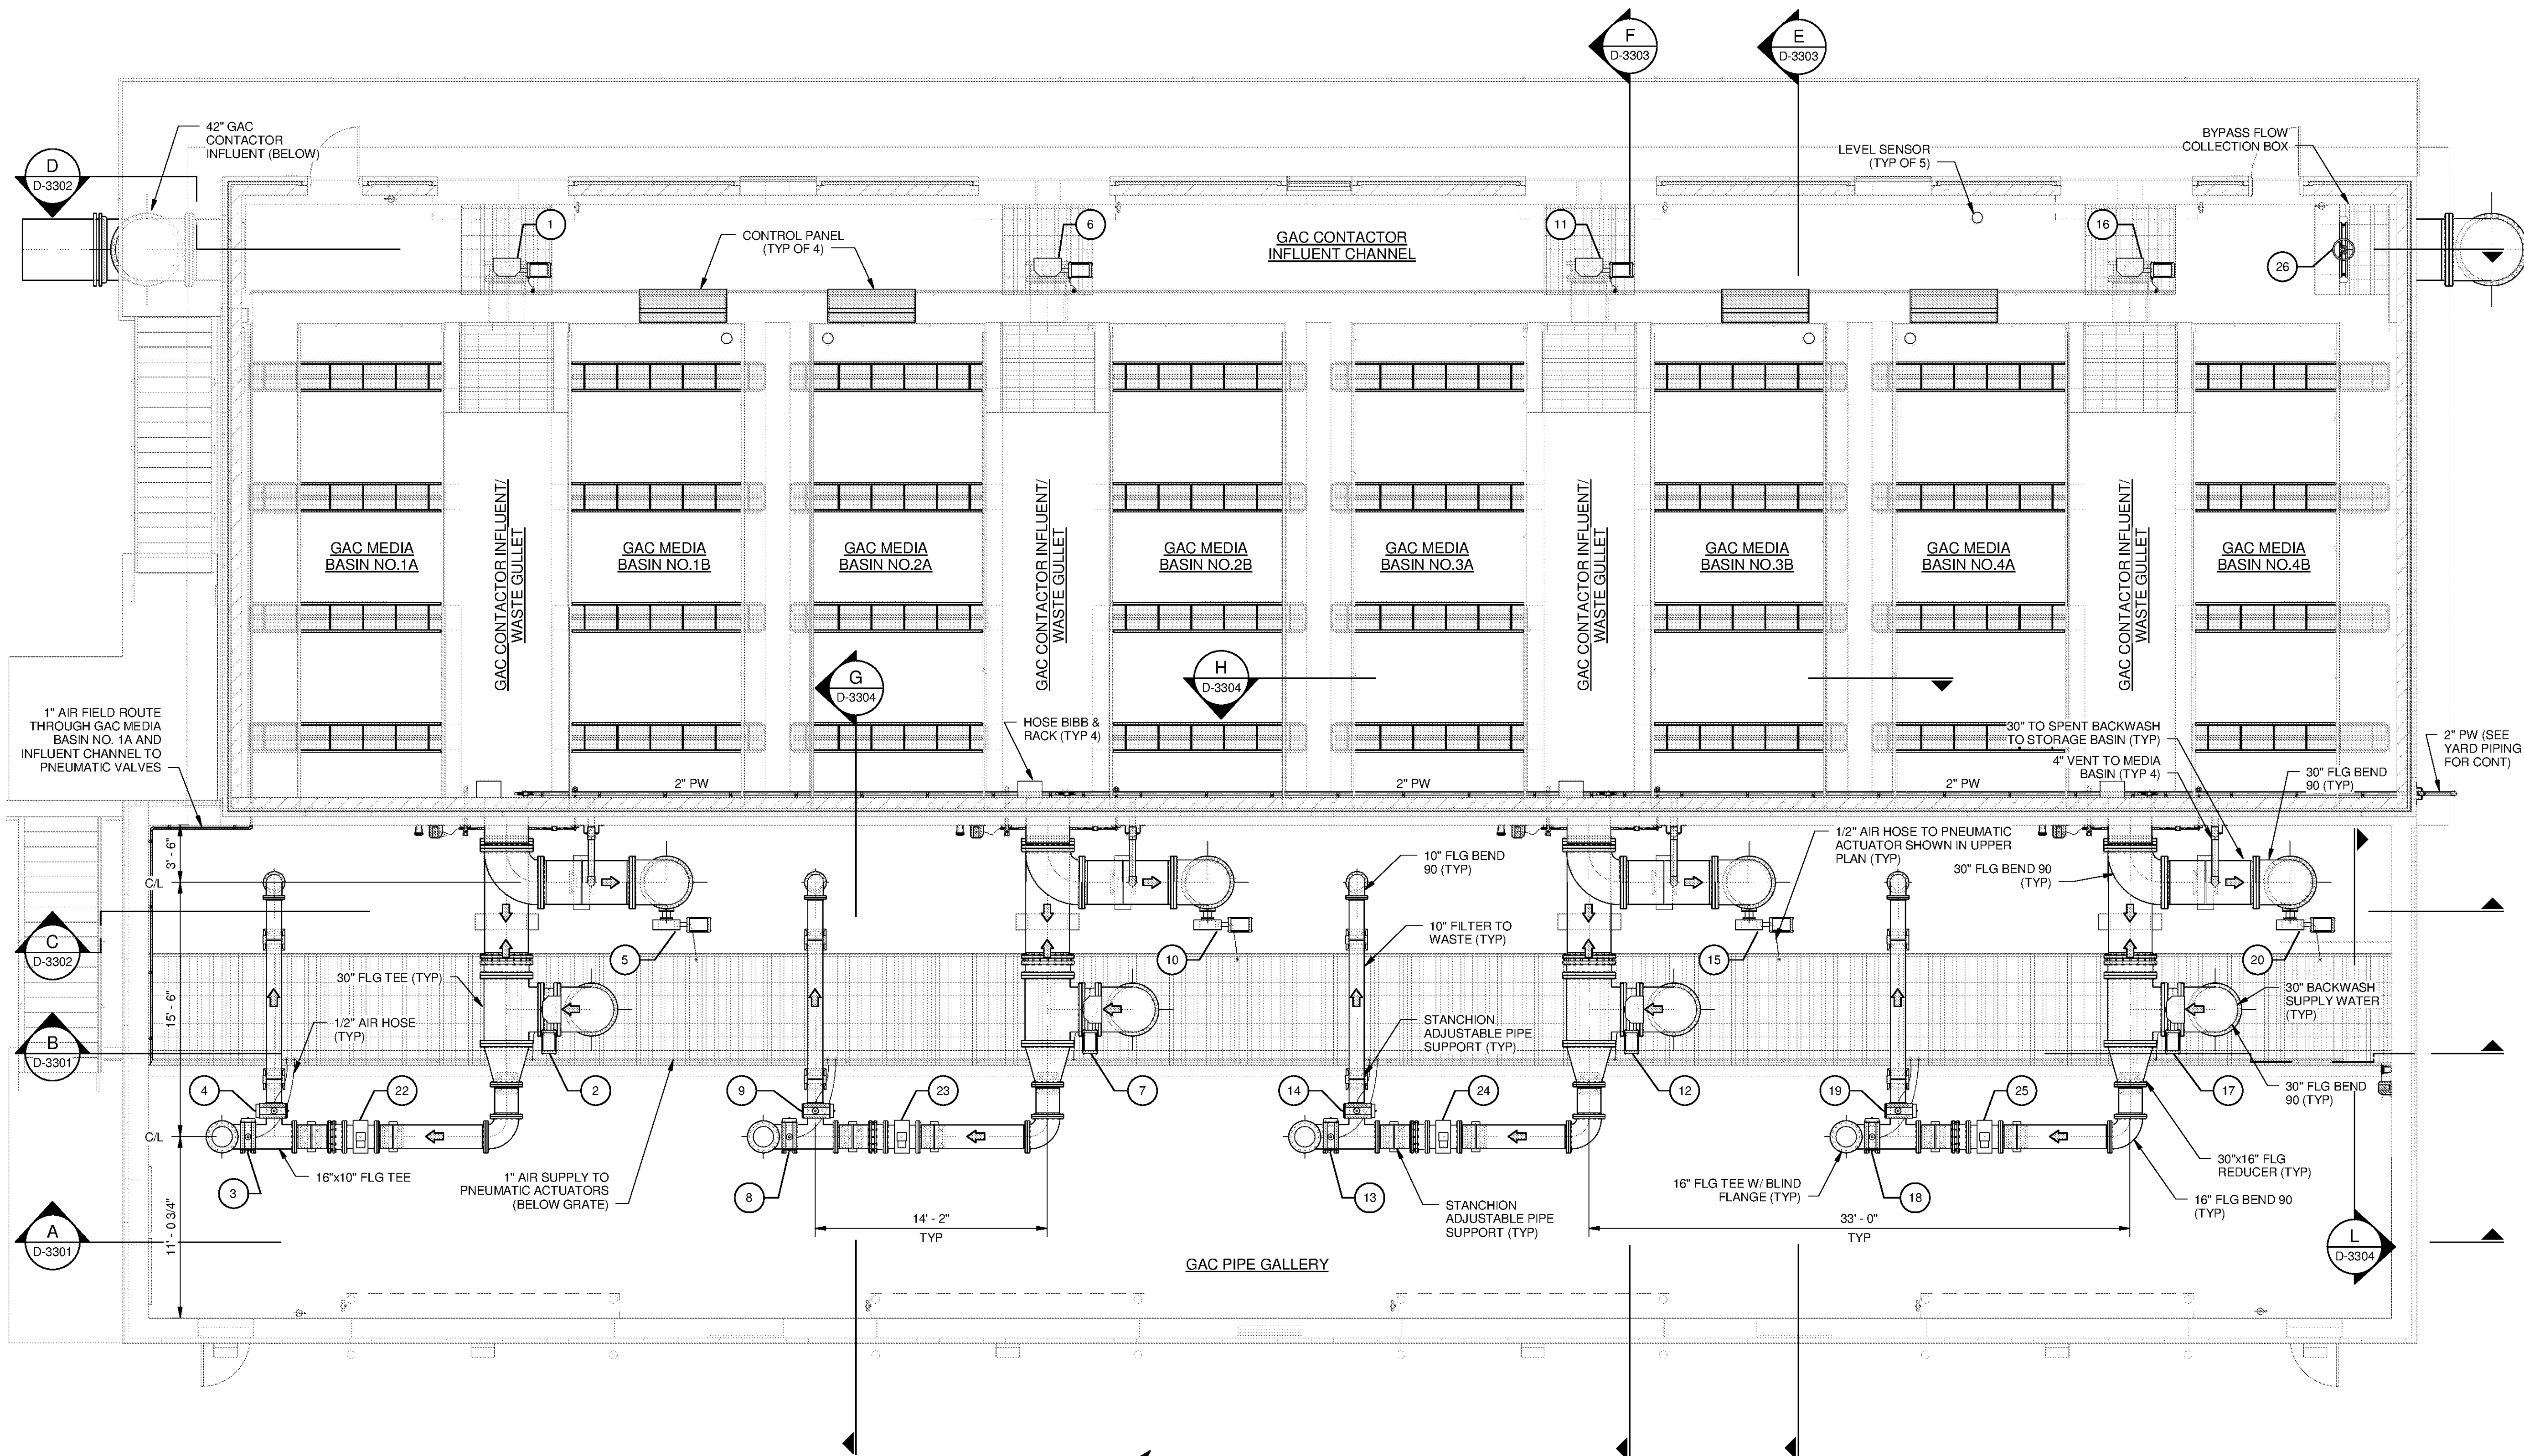 F
D-3303
E
D-3303
42" GAC
CONTACTOR
INFLUENT (BELOW)
BYPASS FLOW
COLLECTION BOX
LEVEL SENSOR
(TYP OF 5)
D
D-3302
1
6
11
16
26
CONTROL PANEL
(TYP OF 4)
GAC CONTACTOR
INFLUENT CHANNEL
GAC MEDIA
BASIN NO.1A
GAC CONTACTOR INFLUENT/
WASTE GULLET
GAC MEDIA
BASIN NO.1B
GAC MEDIA
BASIN NO.2A
GAC CONTACTOR INFLUENT/
WASTE GULLET
GAC MEDIA
BASIN NO.2B
GAC MEDIA
BASIN NO.3A
GAC CONTACTOR INFLUENT/
WASTE GULLET
GAC MEDIA
BASIN NO.3B
GAC MEDIA
BASIN NO.4A
GAC CONTACTOR INFLUENT/
WASTE GULLET
GAC MEDIA
BASIN NO.4B
G
D-3304
H
D-3304
1" AIR FIELD ROUTE
THROUGH GAC MEDIA
BASIN NO. 1A AND
INFLUENT CHANNEL TO
PNEUMATIC VALVES
HOSE BIBB &
RACK (TYP 4)
30" TO SPENT BACKWASH
TO STORAGE BASIN (TYP)
4" VENT TO MEDIA
BASIN (TYP 4)
30" FLG BEND
90 (TYP)
2" PW (SEE
YARD PIPING
FOR CONT)
2" PW
2" PW
2" PW
3' - 6"
C/L
10" FLG BEND
90 (TYP)
1/2" AIR HOSE TO PNEUMATIC
ACTUATOR SHOWN IN UPPER
PLAN (TYP)
30" FLG BEND 90
(TYP)
C
D-3302
5
10
15
20
10" FILTER TO
WASTE (TYP)
30" FLG TEE (TYP)
15' - 6"
1/2" AIR HOSE
(TYP)
STANCHION
ADJUSTABLE PIPE
SUPPORT (TYP)
30" BACKWASH
SUPPLY WATER
(TYP)
B
D-3301
4
22
2
9
23
7
14
24
12
19
25
17
30" FLG BEND
90 (TYP)
C/L
3
16"x10" FLG TEE
1" AIR SUPPLY TO
PNEUMATIC ACTUATORS
(BELOW GRATE)
8
13
STANCHION
ADJUSTABLE PIPE
SUPPORT (TYP)
16" FLG TEE W/ BLIND
FLANGE (TYP)
18
30"x16" FLG
REDUCER (TYP)
16" FLG BEND 90
(TYP)
11' - 0 3/4"
A
D-3301
14' - 2"
TYP
33' - 0"
TYP
L
D-3304
GAC PIPE GALLERY